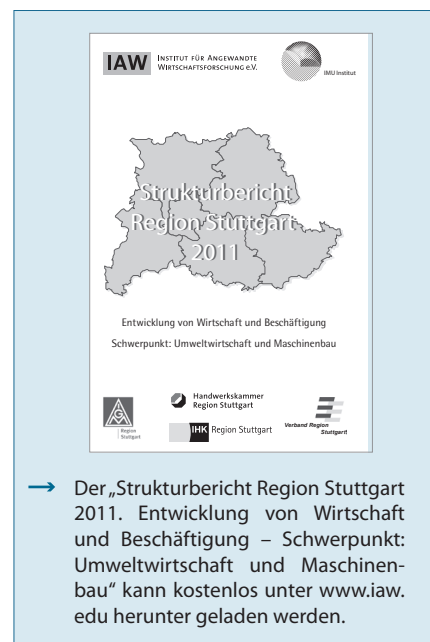 IAW INSTITUT FÜR ANGEWANDTE
WIRTSCHAFTSFORSCHUNG e.V.
IMU Institut
Strukturbericht
Region Stuttgart
2011
Entwicklung von Wirtschaft und Beschäftigung
Schwerpunkt: Umweltwirtschaft und Maschinenbau
IGM
Region
Stuttgart
Handwerkskammer
Region Stuttgart
IHK Region Stuttgart
Verband Region
Stuttgart!
→ Der „Strukturbericht Region Stuttgart
2011. Entwicklung von Wirtschaft
und Beschäftigung – Schwerpunkt:
Umweltwirtschaft und Maschinen-
bau“ kann kostenlos unter www.iaw.
edu herunter geladen werden.